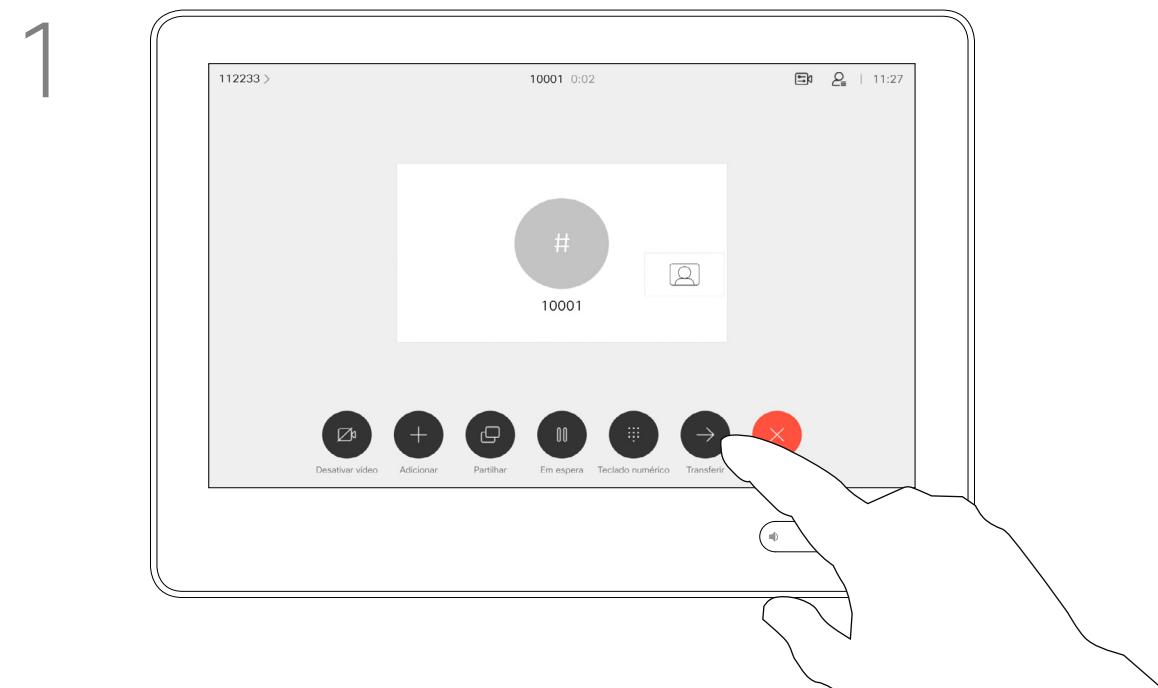 1
112233 >
10001 0:02
11:27
#
10001
Desativar vídeo
Adicionar
Partilhar
Em espera
Teclado numérico
Transferir